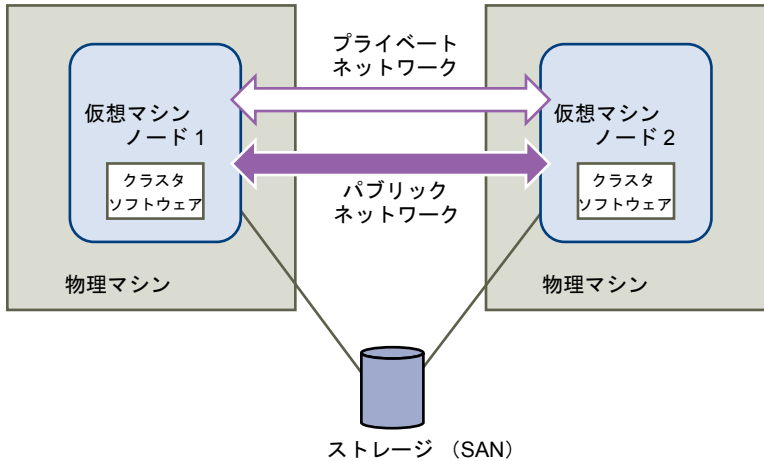 プライベート
ネットワーク
仮想マシン
ノード 1
クラスタ
ソフトウェア
仮想マシン
ノード 2
クラスタ
ソフトウェア
パブリック
ネットワーク
物理マシン
物理マシン
ストレージ （SAN）